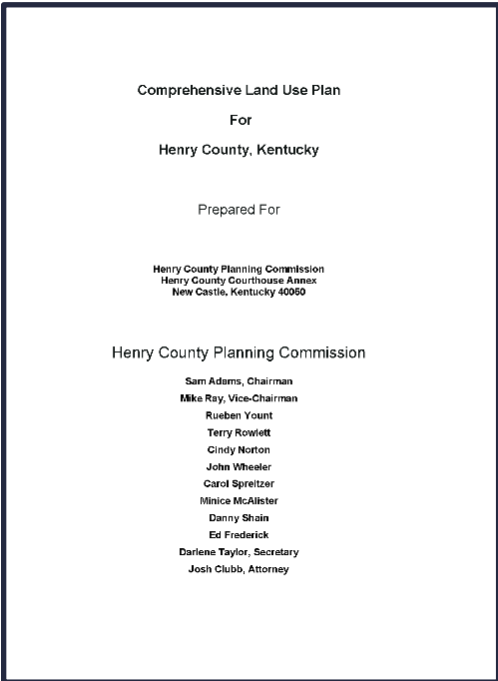 Comprehensive Land Use Plan
For
Henry County, Kentucky
Prepared For
Henry County Planning Commission
Henry County Courthouse Annex
New Castle, Kentucky 40050
Henry County Planning Commission
Sam Adams, Chairman
Mike Ray, Vice-Chairman
Rueben Yount
Terry Rowlett
Cindy Norton
John Wheeler
Carol Spreitzer
Minice McAlister
Danny Shain
Ed Frederick
Darlene Taylor, Secretary
Josh Clubb, Attorney